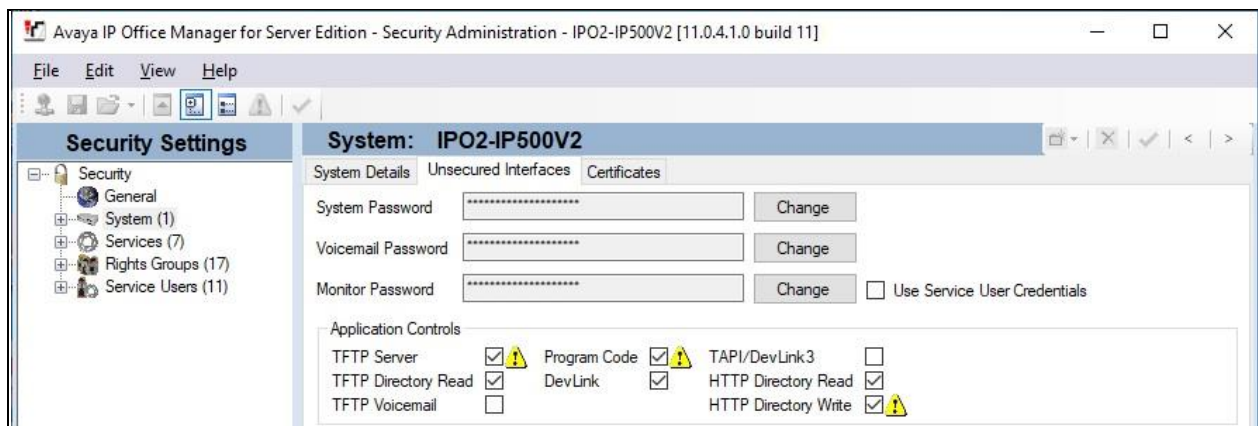 Avaya IP Office Manager for Server Edition - Security Administration - IPO2-IP500V2 [11.0.4.1.0 build 11]
File Edit View Help
Security Settings
Security
General
System (1)
Services (7)
Rights Groups (17)
Service Users (11)
System: IPO2-IP500V2
System Details Unsecured Interfaces Certificates
System Password ********************* Change
Voicemail Password ********************* Change
Monitor Password ********************* Change Use Service User Credentials
Application Controls
TFTP Server Program Code TAPI/DevLink3
TFTP Directory Read DevLink HTTP Directory Read
TFTP Voicemail HTTP Directory Write